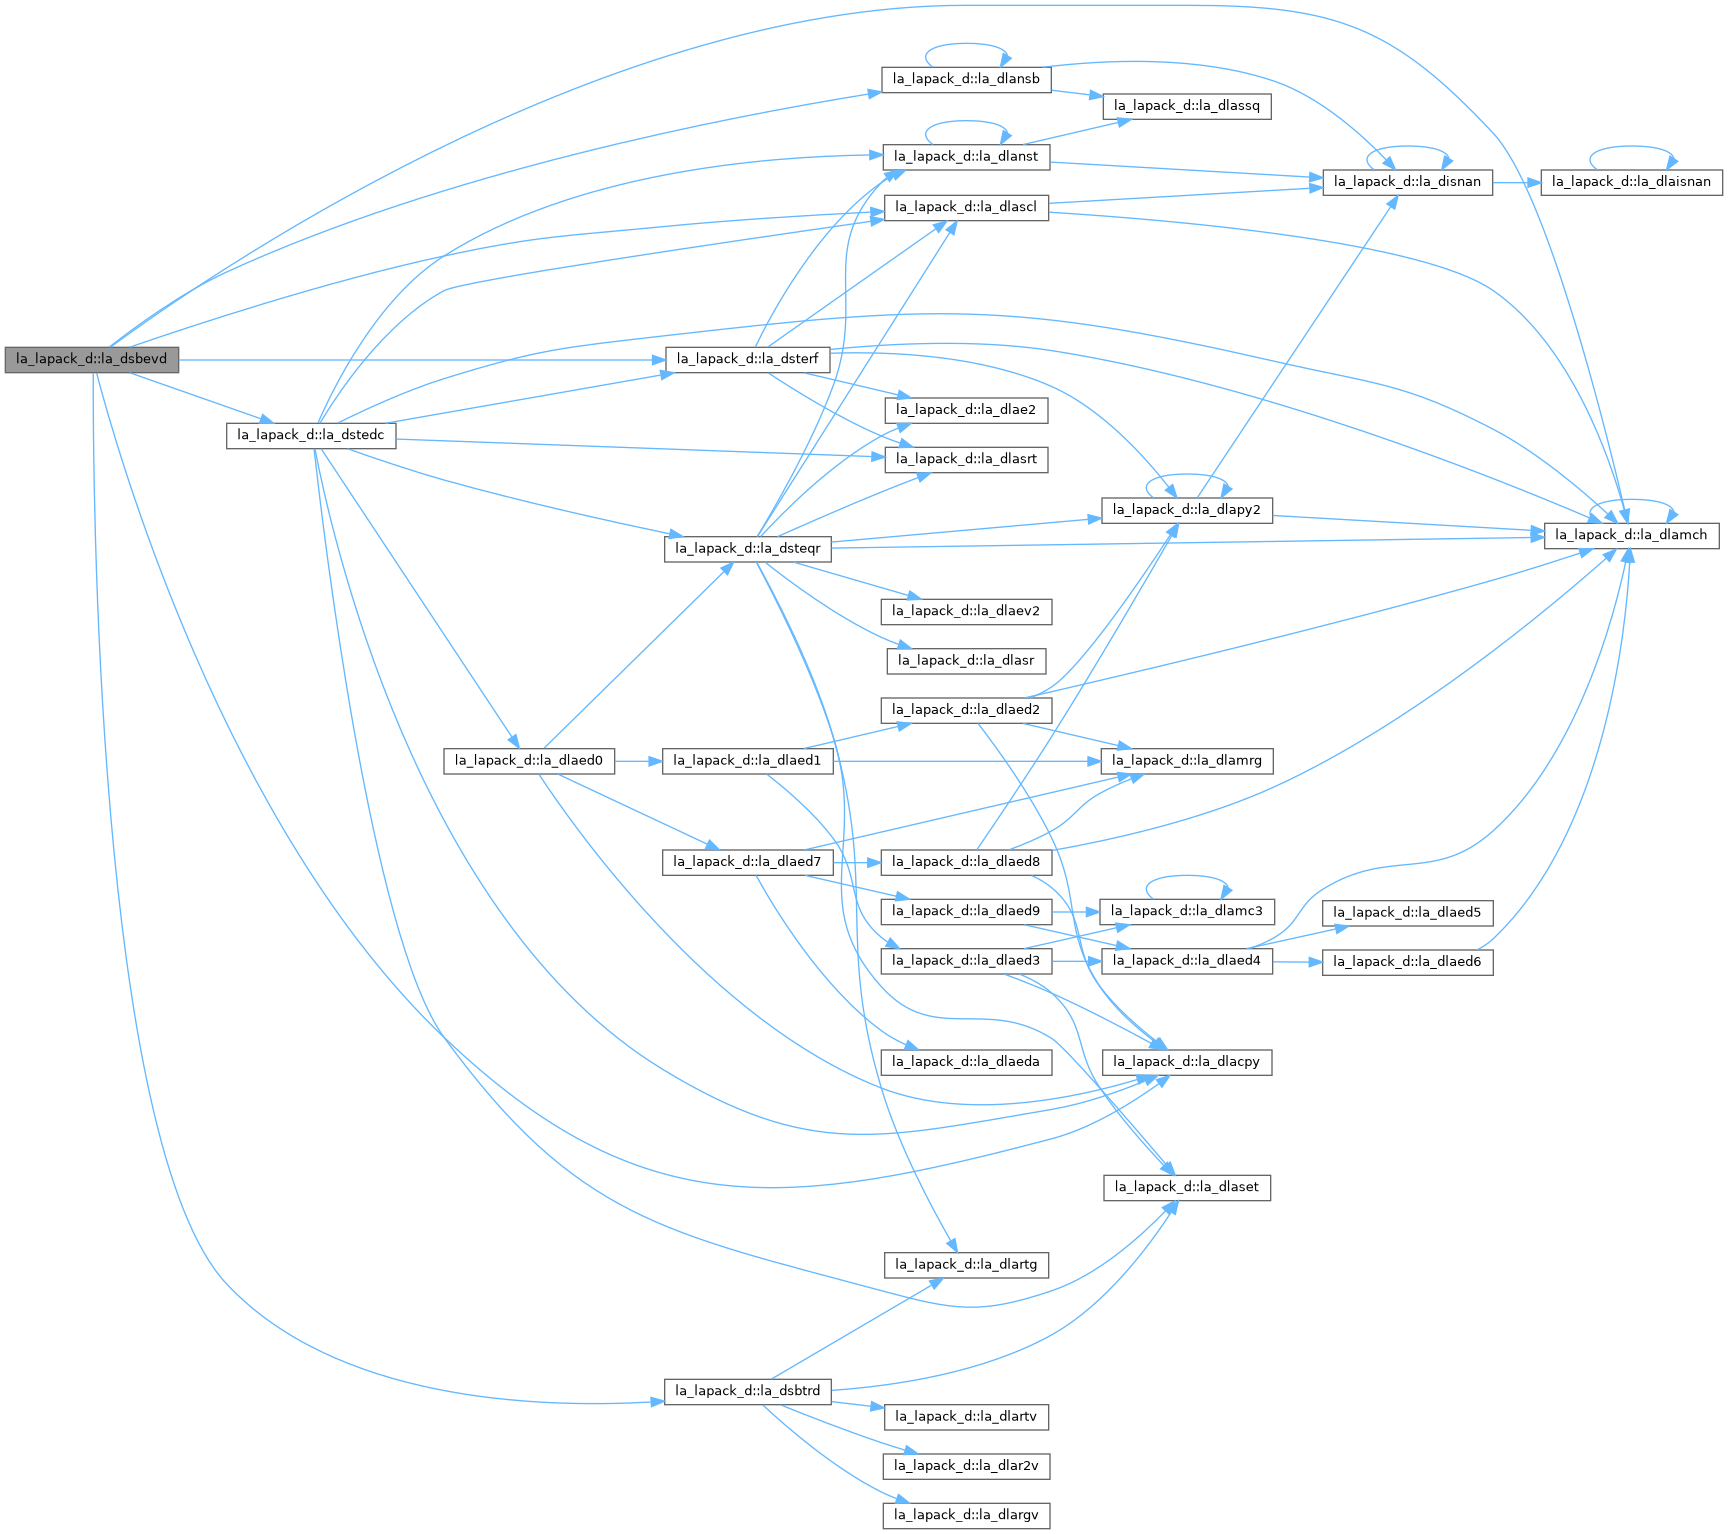 la_lapack_d::la_dlansb
la_lapack_d::la_dlassq
la_lapack_d::la_dlanst
la_lapack_d::la_disnan
la_lapack_d::la_dlaisnan
la_lapack_d::la_dlascl
la_lapack_d::la_dsbevd
la_lapack_d::la_dsterf
la_lapack_d::la_dlae2
la_lapack_d::la_dstedc
la_lapack_d::la_dlasrt
la_lapack_d::la_dlapy2
la_lapack_d::la_dlamch
la_lapack_d::la_dsteqr
la_lapack_d::la_dlaev2
la_lapack_d::la_dlasr
la_lapack_d::la_dlaed2
la_lapack_d::la_dlaed0
la_lapack_d::la_dlaed1
la_lapack_d::la_dlamrg
la_lapack_d::la_dlaed7
la_lapack_d::la_dlaed8
la_lapack_d::la_dlaed9
la_lapack_d::la_dlamc3
la_lapack_d::la_dlaed5
la_lapack_d::la_dlaed3
la_lapack_d::la_dlaed4
la_lapack_d::la_dlaed6
la_lapack_d::la_dlaeda
la_lapack_d::la_dlacpy
la_lapack_d::la_dlaset
la_lapack_d::la_dlartg
la_lapack_d::la_dsbtrd
la_lapack_d::la_dlartv
la_lapack_d::la_dlar2v
la_lapack_d::la_dlargv